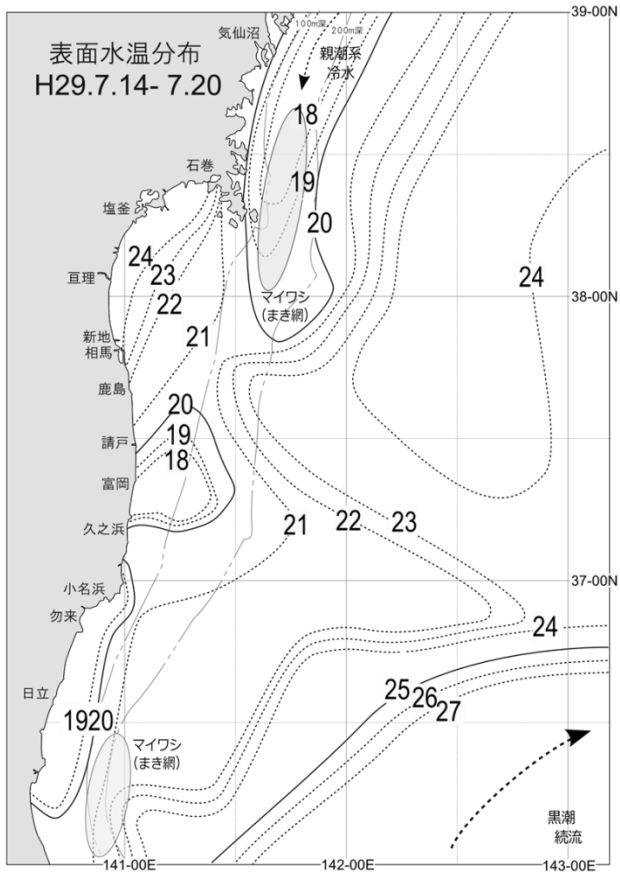 39-00N
100m深
200m深
気仙沼
表面水温分布
H29.7.14- 7.20
親潮系
冷水
18
石巻
19
塩釜
20
24
23
亘理
24
22
38-00N
マイワシ
(まき網)
新地
21
相馬
鹿島
20
19
請戸
18
富岡
21
22
23
久之浜
37-00N
小名浜
勿来
24
日立
25
26
27
1920
マイワシ
(まき網)
黒潮
続流
141-00E
142-00E
143-00E